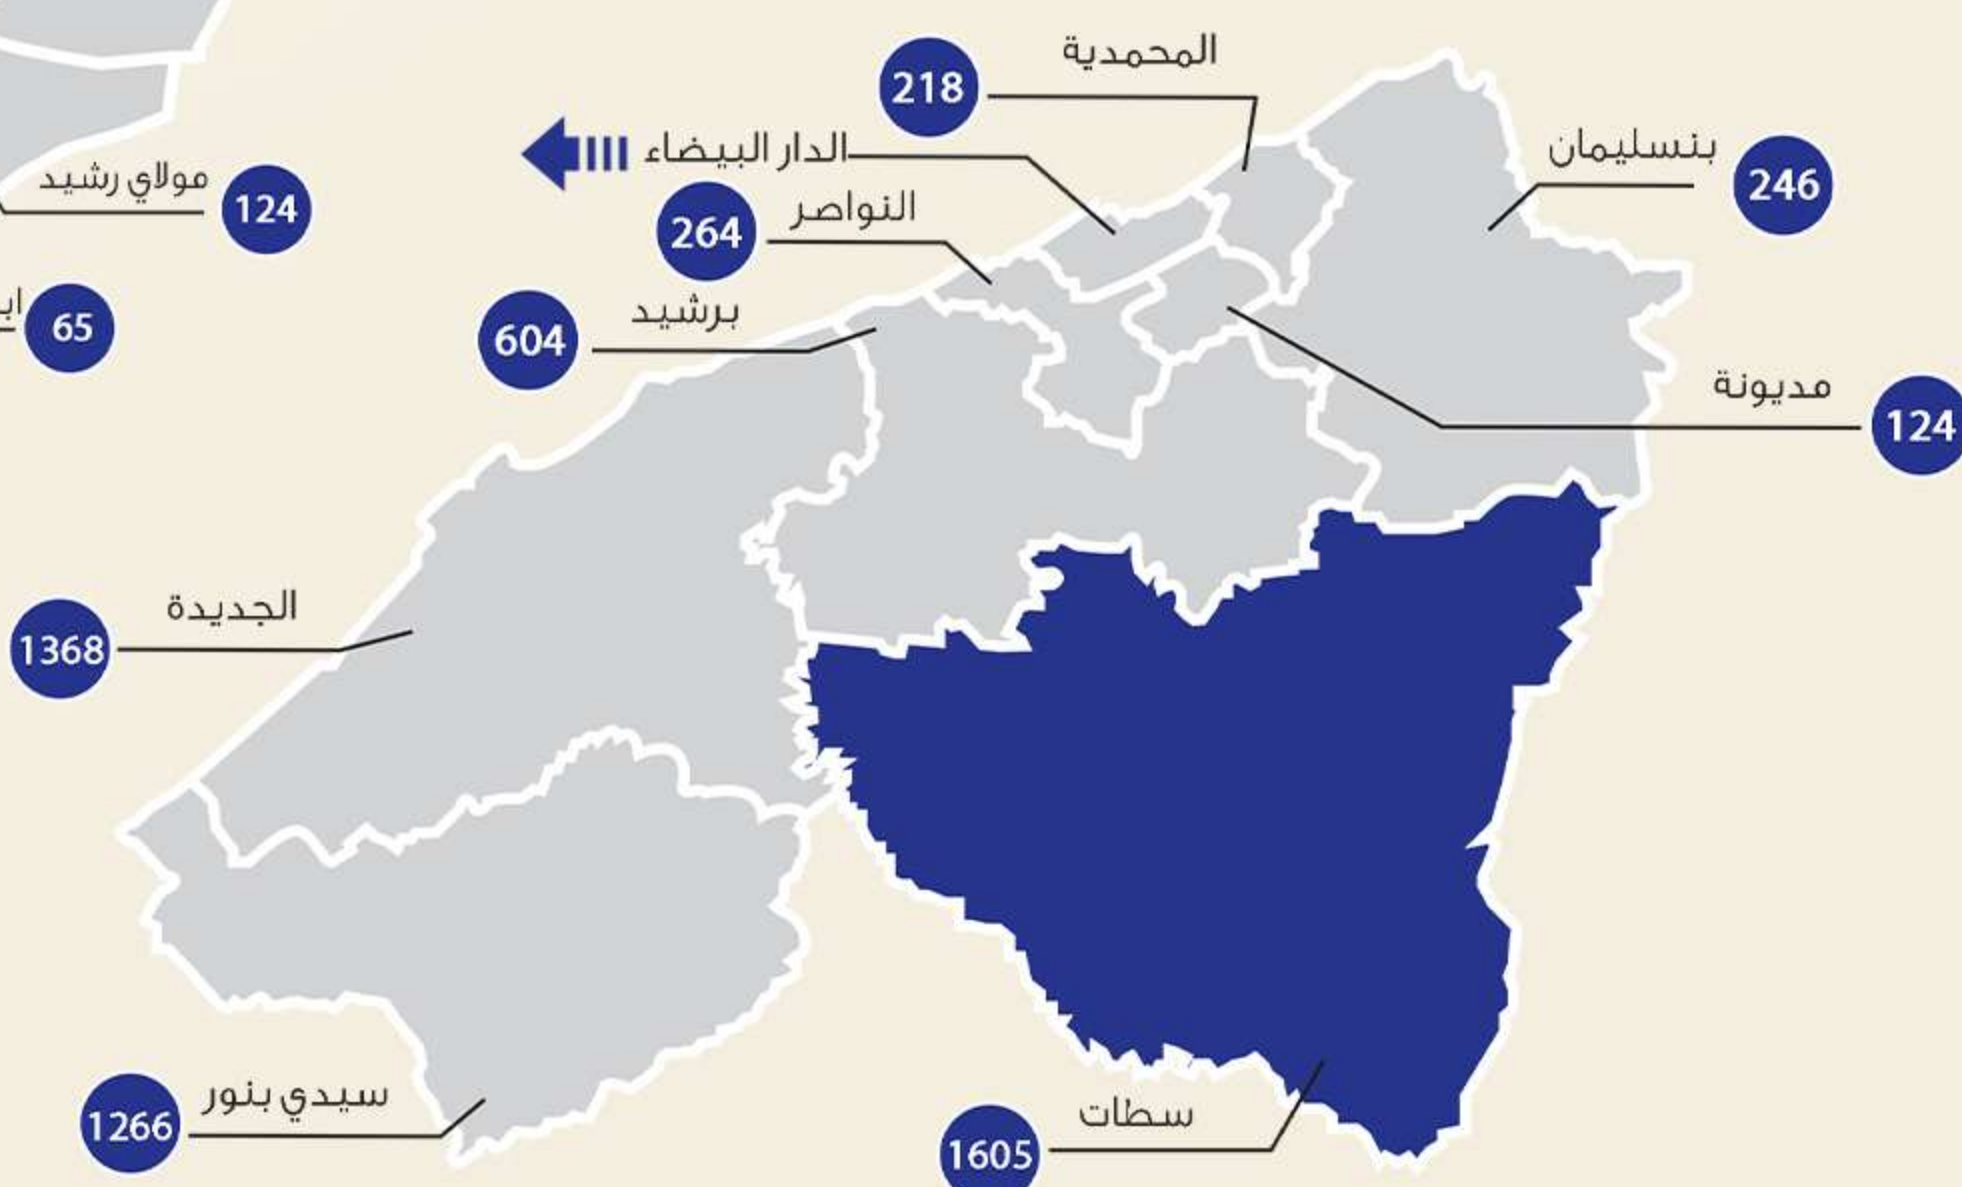 المحمدية
218
الدار البيضاء
بنسليمان
246
مولاي رشيد
124
النواصر
264
65
برشيد
604
مديونة
124
الجديدة
1368
سيدي بنور
1266
سطات
1605